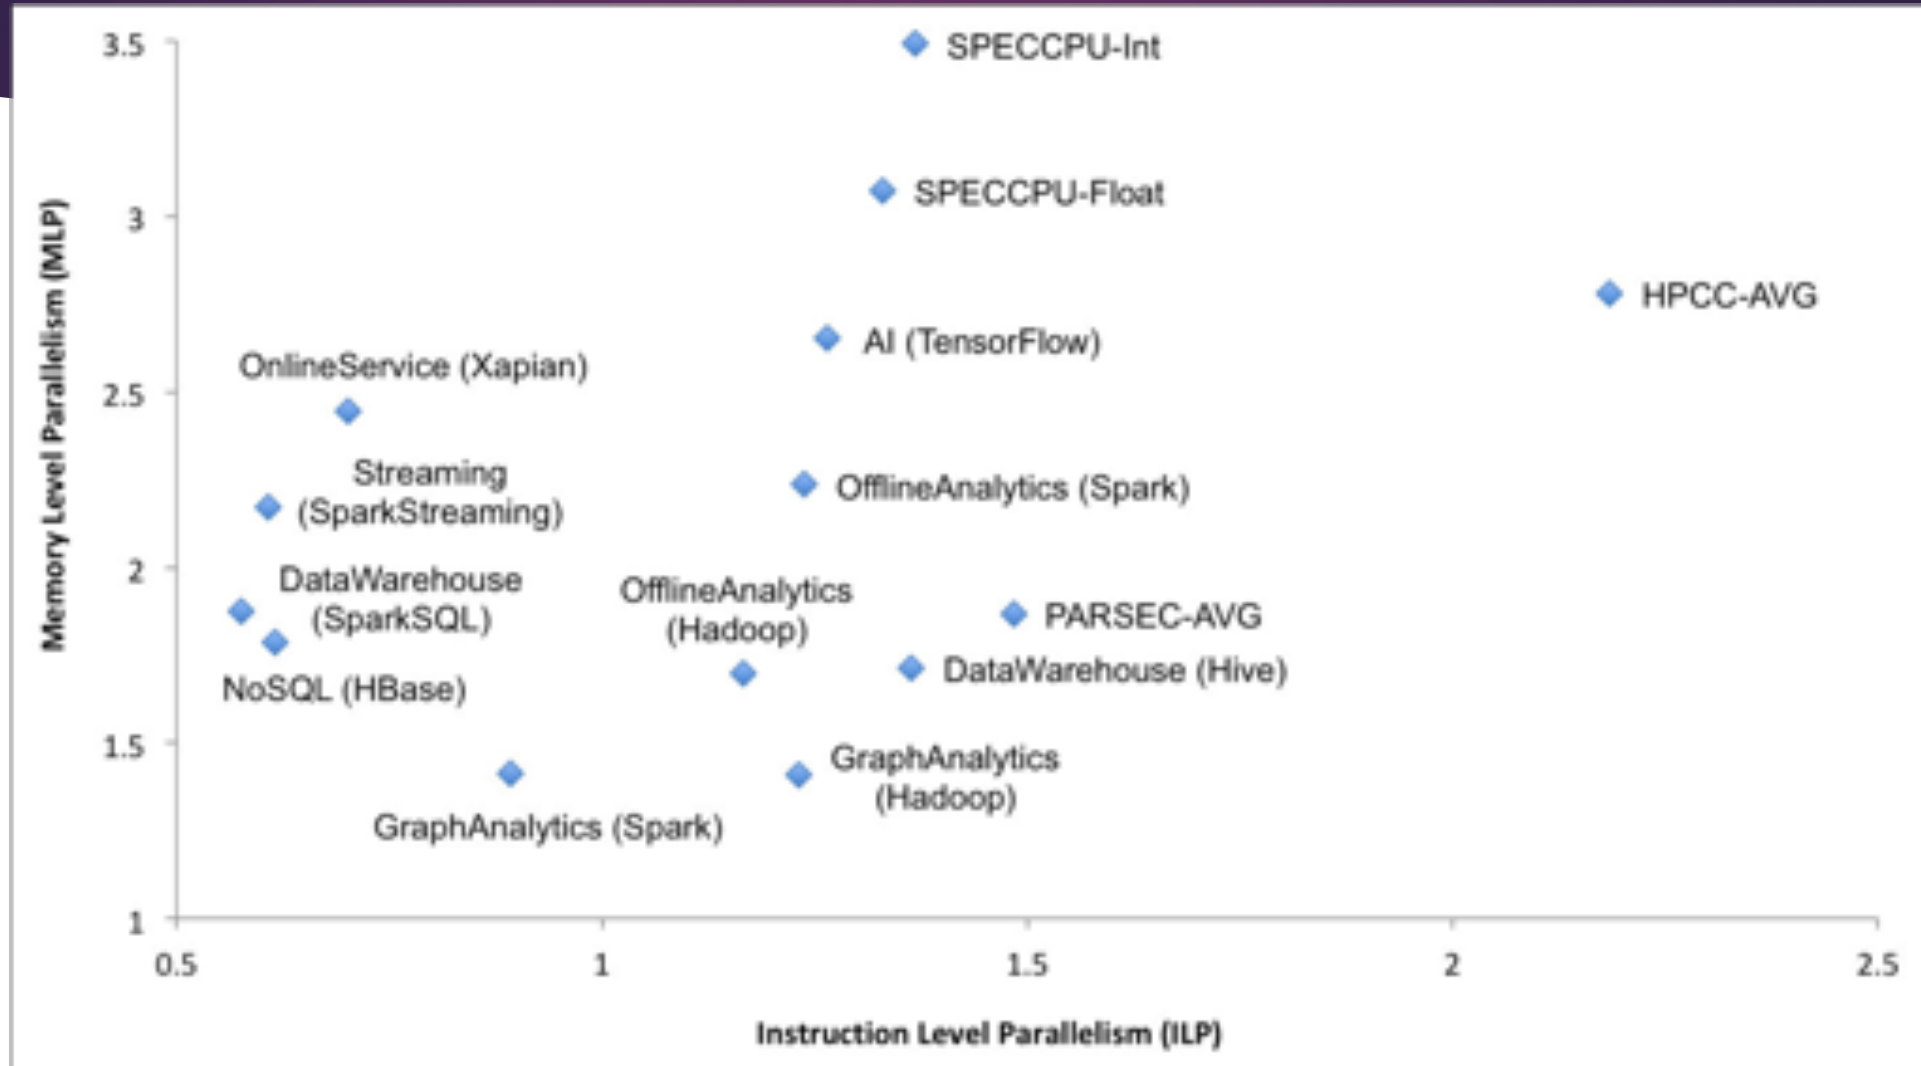 3.5
SPECCPU-Int
SPECCPU-Float
3
HPCC-AVG
AI (TensorFlow)
OnlineService (Xapian)
2.5
Streaming
(SparkStreaming)
OfflineAnalytics (Spark)
2
DataWarehouse
(SparkSQL)
OfflineAnalytics
(Hadoop)
PARSEC-AVG
DataWarehouse (Hive)
NoSQL (HBase)
1.5
GraphAnalytics
(Hadoop)
GraphAnalytics (Spark)
1
Memory Level Parallelism (MLP)
0.5 1 1.5 2 2.5
Instruction Level Parallelism (ILP)